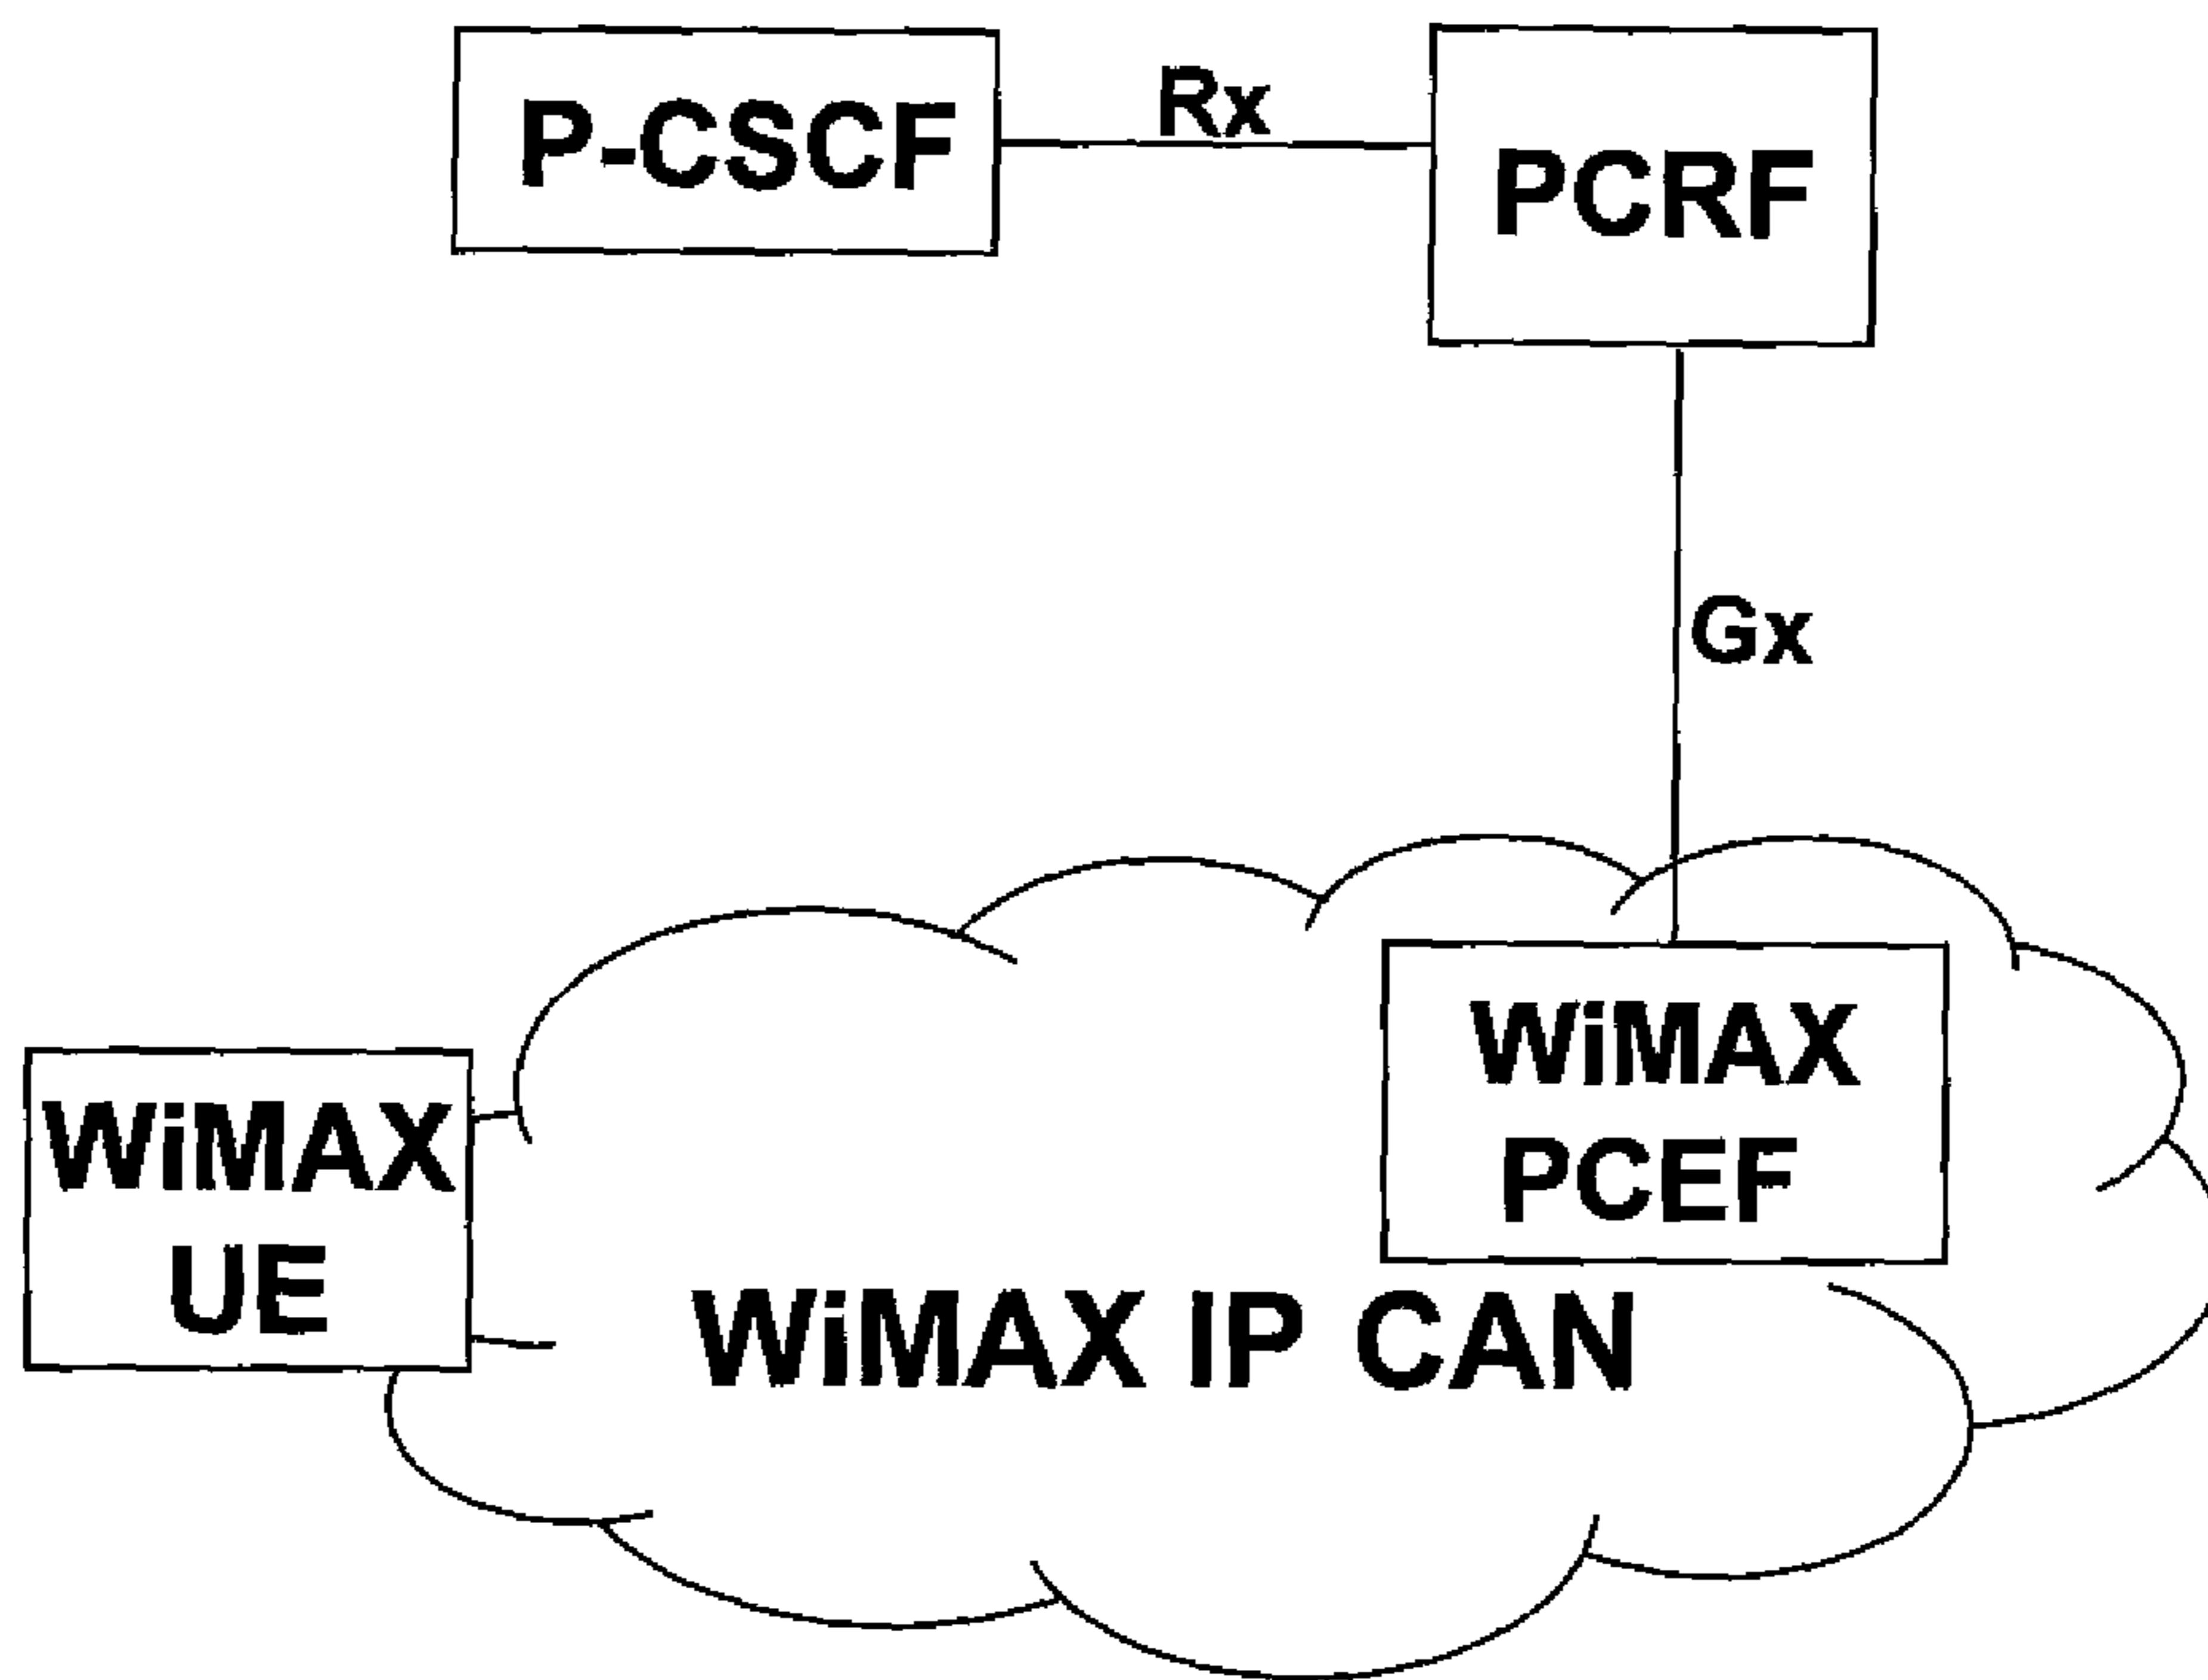 P-CSCF
Rx
PCRF
Gx
WiMAX
PCEF
WiMAX
UE
WiMAX IP CAN